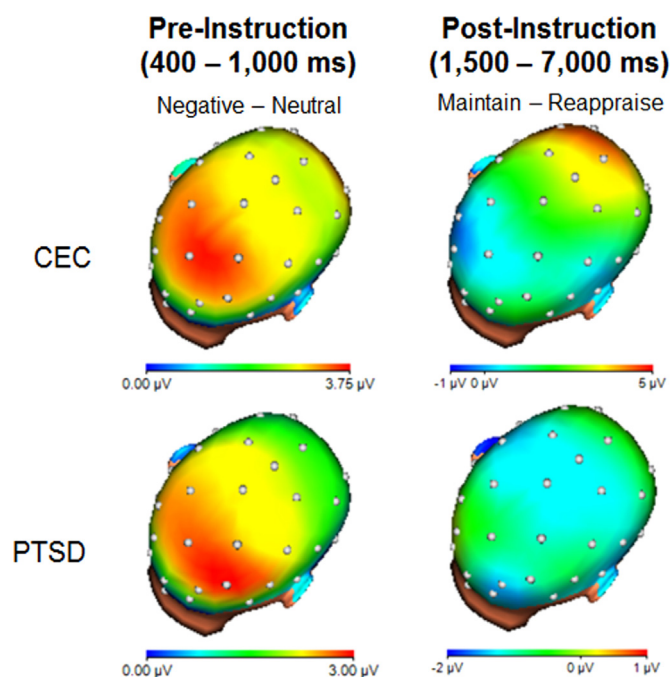 Pre-Instruction
(400 – 1,000 ms)
Negative – Neutral
Post-Instruction
(1,500 – 7,000 ms)
Maintain – Reappraise
CEC
0.00 µV
3.75 µV
-1 µV 0 µV
5 µV
PTSD
0.00 µV
3.00 µV
-2 µV
0 µV
1 µV